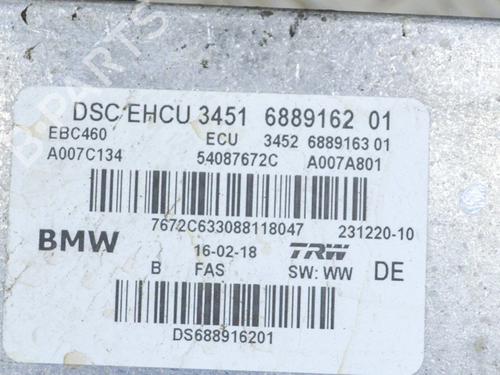 B PARTS
DSC/EHCU 3451 6889162 01
EBC460 ECU 3452 6889163 01
A007C134 54087672C A007A801
7672C633088118047 231220-10
BMW 16-02-18 TRW DE
B FAS SW: WW
DS688916201